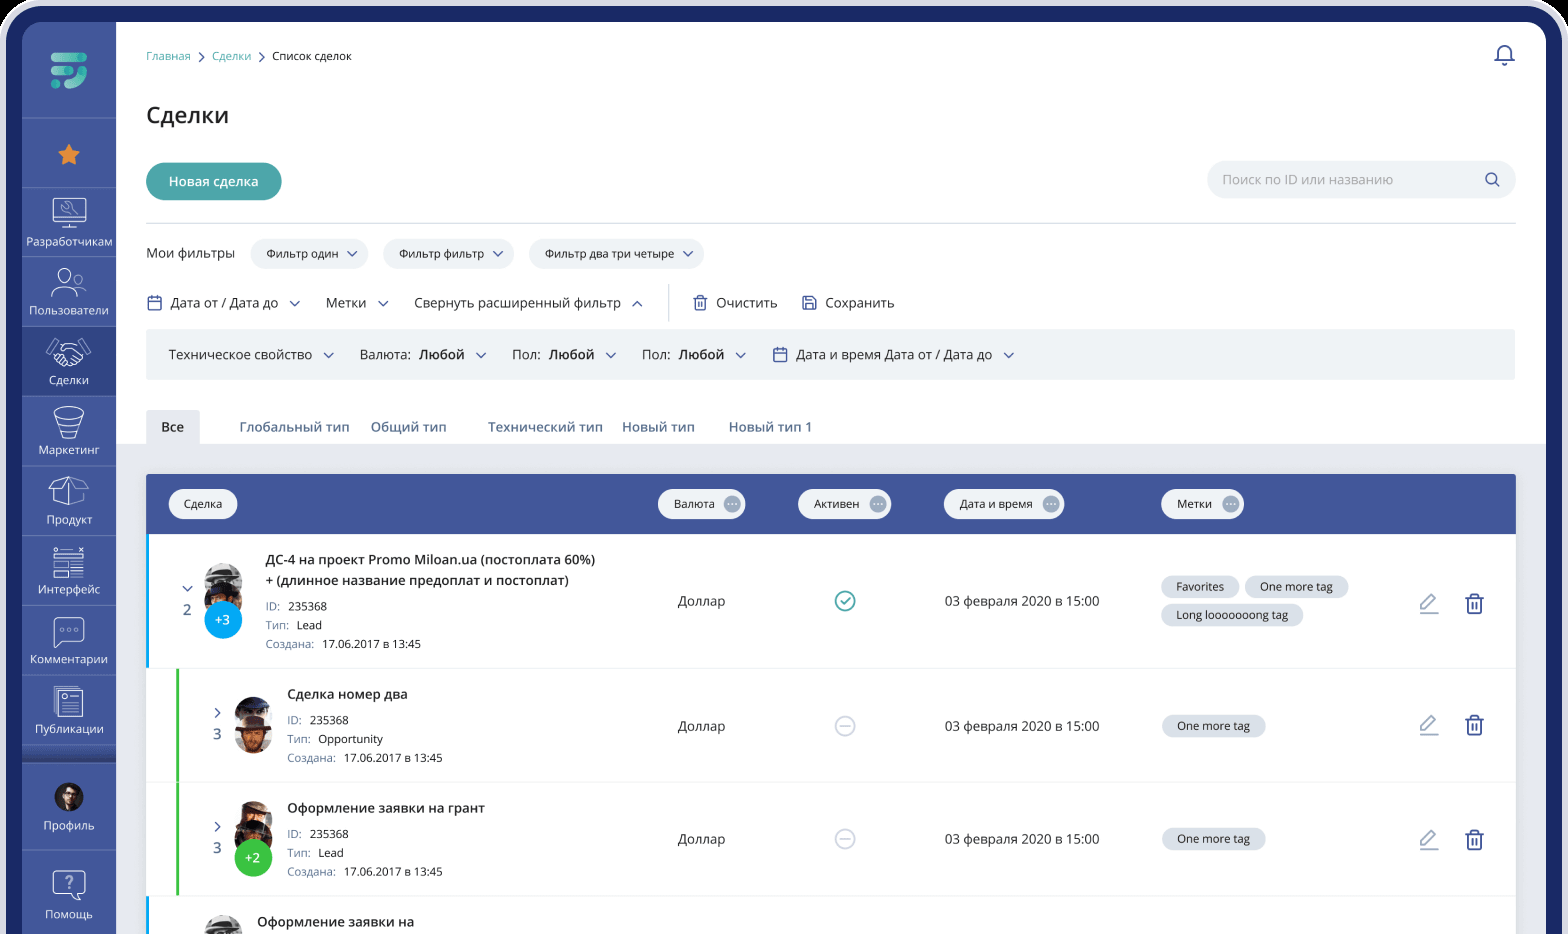 Главная
Сделки
Список сделок
Сделки
Новая сделка
Поиск по ID или названию
Мои фильтры
Фильтр один
Фильтр фильтр
Фильтр два три четыре
Дата от / Дата до
Метки
Свернуть расширенный фильтр
Очистить
Сохранить
Техническое свойство
Валюта: Любой
Пол: Любой
Пол: Любой
Дата и время Дата от / Дата до
Все
Глобальный тип
Общий тип
Технический тип
Новый тип
Новый тип 1
Разработчикам
Пользователи
Сделки
Маркетинг
Продукт
Интерфейс
Комментарии
Публикации
Профиль
?
Помощь
Сделка
Валюта
Активен
Дата и время
Метки
2
+3
ДС-4 на проект Promo Miloan.ua (постоплата 60%)
+ (длинное название предоплат и постоплат)
ID: 235368
Тип: Lead
Создана: 17.06.2017 в 13:45
Доллар
03 февраля 2020 в 15:00
Favorites
One more tag
Long phone looooooong tag
3
Сделка номер два
ID: 235368
Тип: Opportunity
Создана: 17.06.2017 в 13:45
Доллар
03 февраля 2020 в 15:00
One more tag
3
+2
Оформление заявки на грант
ID: 235368
Тип: Lead
Создана: 17.06.2017 в 13:45
Доллар
03 февраля 2020 в 15:00
One more tag
Оформление заявки на